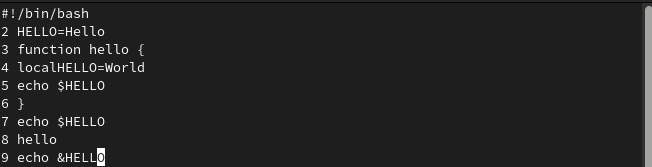 #!/bin/bash
2 HELLO=Hello
3 function hello {
4 localHELLO=World
5 echo $HELLO
6 }
7 echo $HELLO
8 hello
9 echo &HELLO